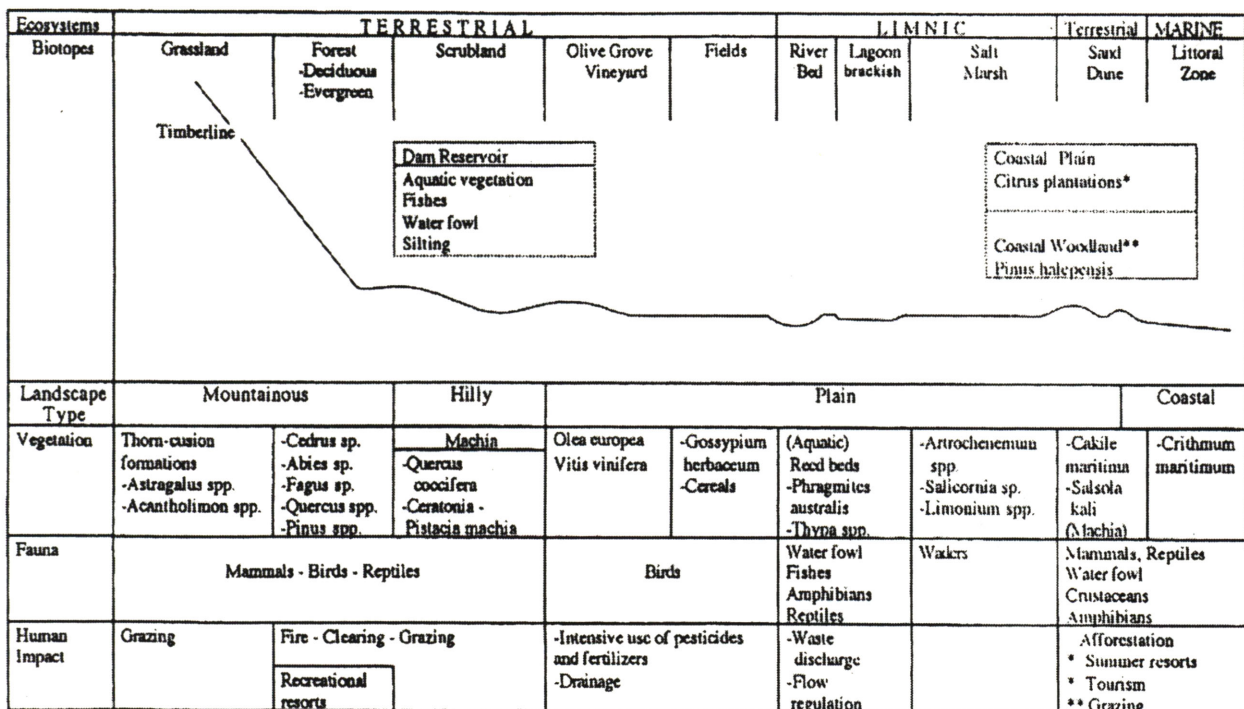 Ecosystems TERRESTRIAL LIMNIC Terrestrial MARINE
Biotopes Grassland Forest Scrubland Olive Grove Fields River Lagoon Salt Sand Littoral
-Deciduous Vineyard Bed brackish Marsh Dune Zone
-Evergreen
Timberline
Dam Reservoir
Aquatic vegetation
Fishes
Water fowl
Silting
Coastal Plain
Citrus plantations*
Coastal Woodland**
Pinus halepensis
Landscape Mountainous Hilly Plain Coastal
Type
Vegetation
Thorn-cusion
formations
-Astragalus spp.
-Acantholimon spp.
-Cedrus sp.
-Abies sp.
-Fagus sp.
-Quercus spp.
-Pinus spp.
Machia
-Quercus
coocifera
-Ceratonia -
Pistacia machia
Olea europea
Vitis vinifera
-Gossypium
herbaceum
-Cereals
(Aquatic)
Reed beds
-Phragmites
australis
-Thypa spp.
-Artrochenemum
spp.
-Salicornia sp.
-Limonium spp.
-Cakile
maritima
-Salsola
kali
(Machia)
-Crithmum
maritimum
Fauna
Mammals - Birds - Reptiles
Birds
Water fowl
Fishes
Amphibians
Reptiles
Waders
Mammals, Reptiles
Water fowl
Crustaceans
Amphibians
Human
Impact
Grazing
Fire - Clearing - Grazing
Recreational
resorts
-Intensive use of pesticides
and fertilizers
-Drainage
-Waste
discharge
-Flow
regulation
Afforestation
* Summer resorts
* Tourism
** Grazing